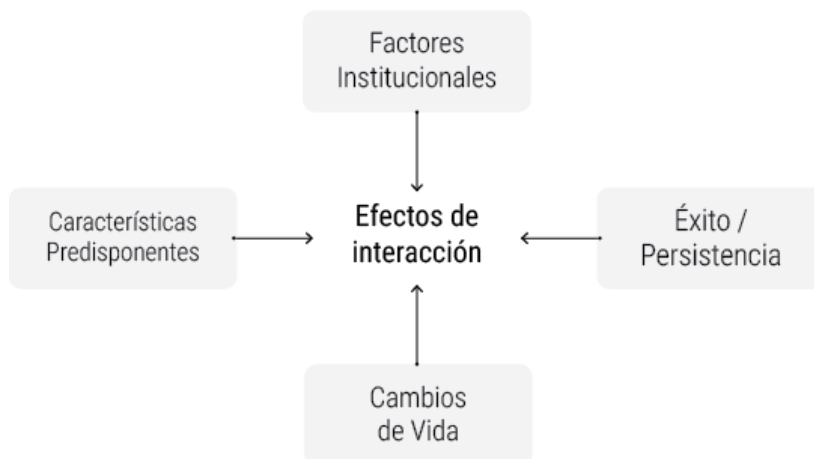 Factores
Institucionales
Características
Predisponentes
Efectos de
interacción
Éxito /
Persistencia
Cambios
de Vida